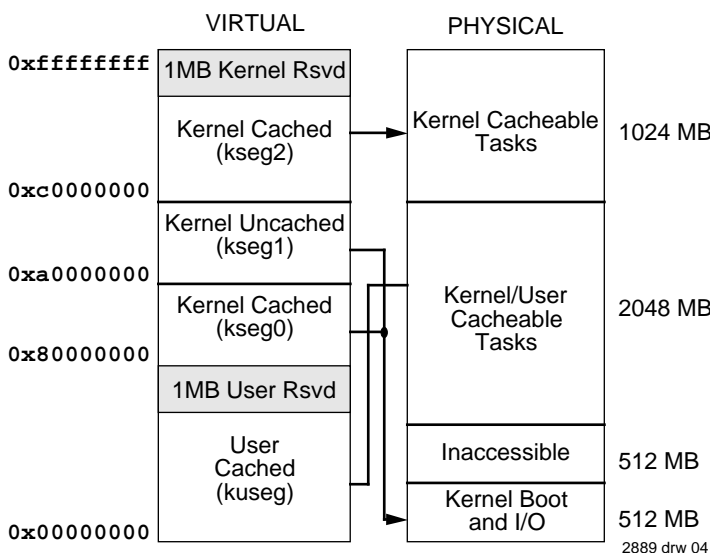 VIRTUAL
PHYSICAL
0xffffffff
1MB Kernel Rsvd
Kernel Cached
(kseg2)
Kernel Cacheable
Tasks
1024 MB
0xc0000000
Kernel Uncached
(kseg1)
0xa0000000
Kernel Cached
(kseg0)
Kernel/User
Cacheable
Tasks
2048 MB
0x80000000
1MB User Rsvd
User
Cached
(kuseg)
Inaccessible
512 MB
Kernel Boot
and I/O
512 MB
0x00000000
2889 drw 04